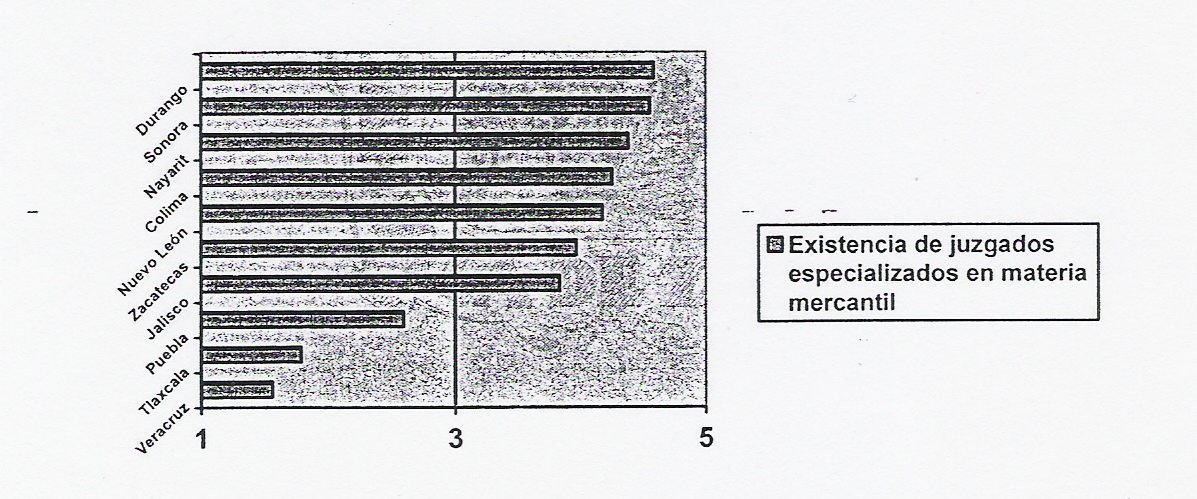 Durango
Sonora
Nayarit
Colima
Nuevo León
Zacatecas
Jalisco
Puebla
Tlaxcala
Veracruz
1 3 5
Existencia de juzgados
especializados en materia
mercantil